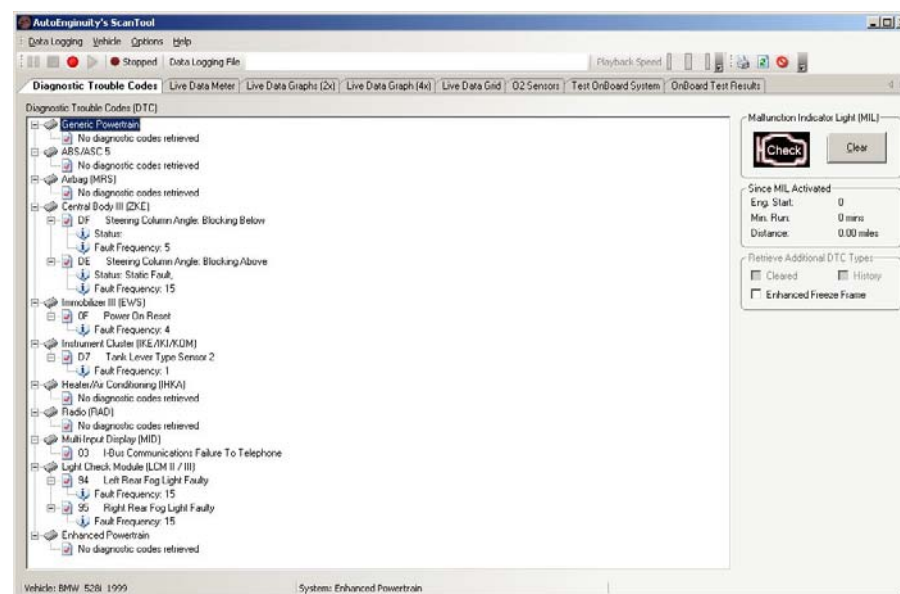 AutoEnginuity's ScanTool
Data Logging Vehicle Options Help
Stopped Data Logging File Playback Speed
Diagnostic Trouble Codes Live Data Meter Live Data Graphs (2x) Live Data Graph (4x) Live Data Grid O2 Sensors Test OnBoard System OnBoard Test Results
Diagnostic Trouble Codes (DTC)
Generic Powertrain
No diagnostic codes retrieved
ABS/ASC 5
No diagnostic codes retrieved
Airbag (MRS)
No diagnostic codes retrieved
Central Body III (ZKE)
DF Steering Column Angle: Blocking Below
Status:
Fault Frequency: 5
DE Steering Column Angle: Blocking Above
Status: Static Fault,
Fault Frequency: 15
Immobilizer III (EWS)
0F Power On Reset
Fault Frequency: 4
Instrument Cluster (IKE/IKI/KOM)
D7 Tank Lever Type Sensor 2
Fault Frequency: 1
Heater/Air Conditioning (IHKA)
No diagnostic codes retrieved
Radio (RAD)
No diagnostic codes retrieved
Multi Input Display (MID)
03 I-Bus Communications Failure To Telephone
Light Check Module (LCM II / III)
94 Left Rear Fog Light Faulty
Fault Frequency: 15
95 Right Rear Fog Light Faulty
Fault Frequency: 15
Enhanced Powertrain
No diagnostic codes retrieved
Malfunction Indicator Light (MIL)
Check
Clear
Since MIL Activated
Eng. Start: 0
Min. Run: 0 mins
Distance: 0.00 miles
Retrieve Additional DTC Types
Cleared History
Enhanced Freeze Frame
Vehicle: BMW 528i 1999 System: Enhanced Powertrain